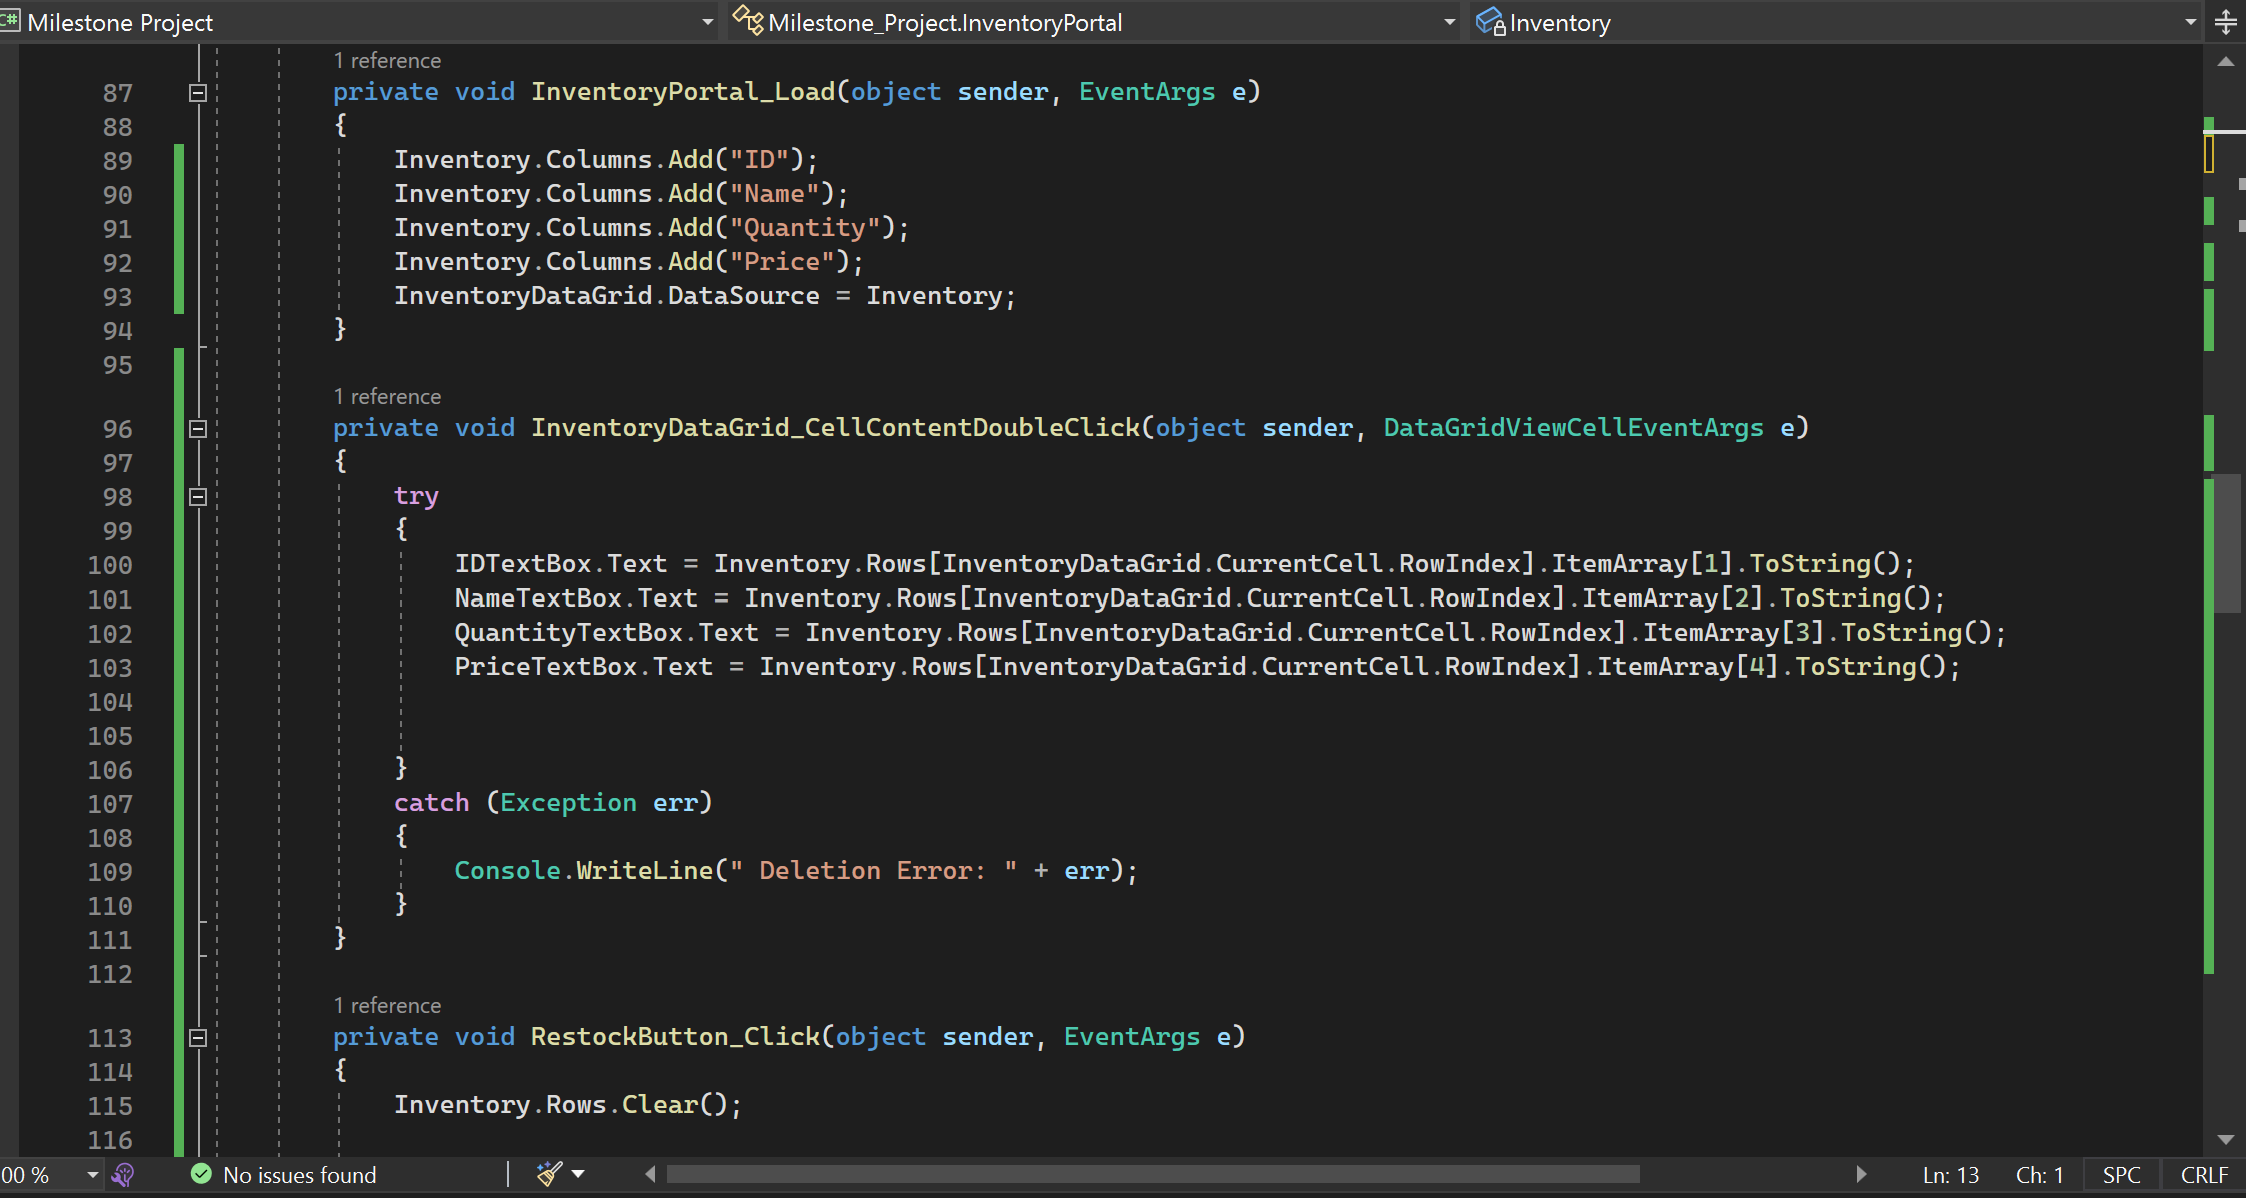 C# Milestone Project Milestone_Project.InventoryPortal Inventory
1 reference
87 private void InventoryPortal_Load(object sender, EventArgs e)
88 {
89 Inventory.Columns.Add("ID");
90 Inventory.Columns.Add("Name");
91 Inventory.Columns.Add("Quantity");
92 Inventory.Columns.Add("Price");
93 InventoryDataGrid.DataSource = Inventory;
94 }
95
1 reference
96 private void InventoryDataGrid_CellContentDoubleClick(object sender, DataGridViewCellEventArgs e)
97 {
98 try
99 {
100 IDTextBox.Text = Inventory.Rows[InventoryDataGrid.CurrentCell.RowIndex].ItemArray[1].ToString();
101 NameTextBox.Text = Inventory.Rows[InventoryDataGrid.CurrentCell.RowIndex].ItemArray[2].ToString();
102 QuantityTextBox.Text = Inventory.Rows[InventoryDataGrid.CurrentCell.RowIndex].ItemArray[3].ToString();
103 PriceTextBox.Text = Inventory.Rows[InventoryDataGrid.CurrentCell.RowIndex].ItemArray[4].ToString();
104
105
106 }
107 catch (Exception err)
108 {
109 Console.WriteLine(" Deletion Error: " + err);
110 }
111 }
112
1 reference
113 private void RestockButton_Click(object sender, EventArgs e)
114 {
115 Inventory.Rows.Clear();
116
00 % No issues found Ln: 13 Ch: 1 SPC CRLF